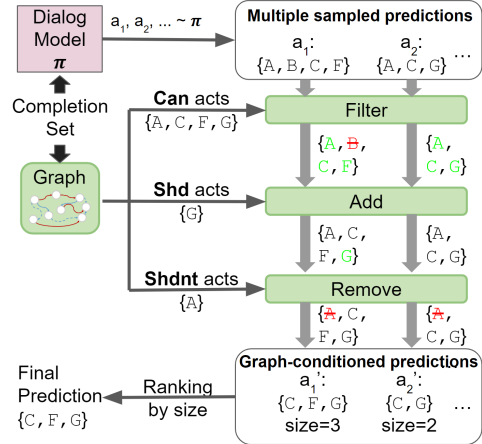 Dialog
Model
π
a1, a2, ... ~ π
Multiple sampled predictions
a1:
{A,B,C,F}
a2:
{A,C,G}
...
Completion
Set
Can acts
{A,C,F,G}
Filter
{A,B,
C,F}
{A,
C,G}
Graph
Shd acts
{G}
Add
{A,C,
F,G}
{A,
C,G}
Shdnt acts
{A}
Remove
{A,C,
F,G}
{A,
C,G}
Graph-conditioned predictions
a1':
{C,F,G}
size=3
a2':
{C,G}
size=2
...
Ranking
by size
Final
Prediction
{C,F,G}